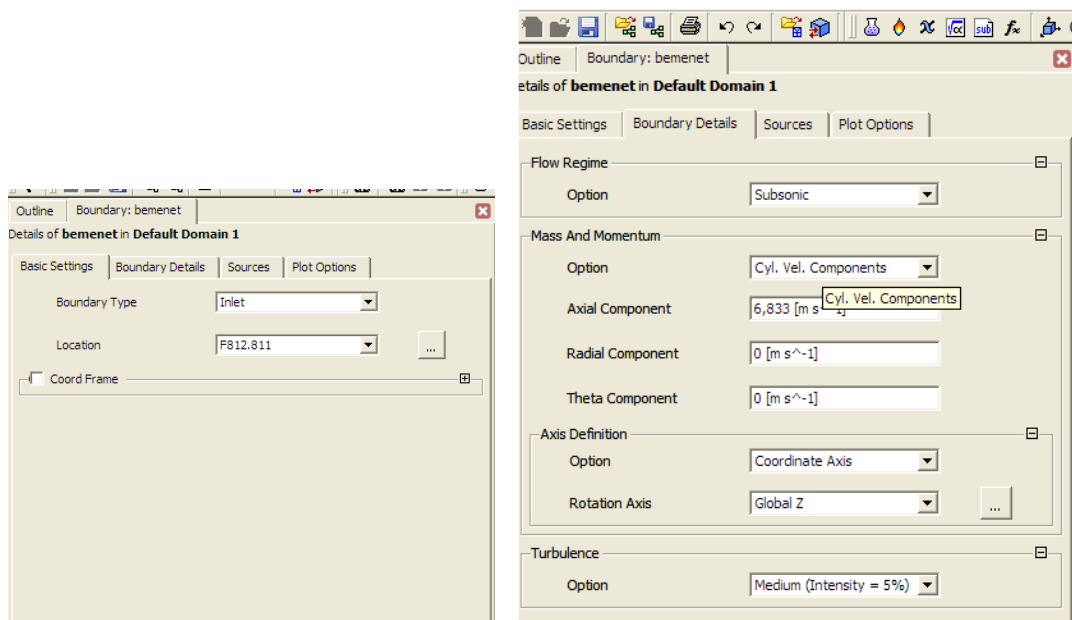 Outline Boundary: bemenet
Details of bemenet in Default Domain 1
Basic Settings Boundary Details Sources Plot Options
Boundary Type Inlet
Location F812.811 ...
Coord Frame
Outline Boundary: bemenet
etails of bemenet in Default Domain 1
Basic Settings Boundary Details Sources Plot Options
Flow Regime
Option Subsonic
Mass And Momentum
Option Cyl. Vel. Components
Cyl. Vel. Components
Axial Component 6,833 [m s^-1]
Radial Component 0 [m s^-1]
Theta Component 0 [m s^-1]
Axis Definition
Option Coordinate Axis
Rotation Axis Global Z ...
Turbulence
Option Medium (Intensity = 5%)